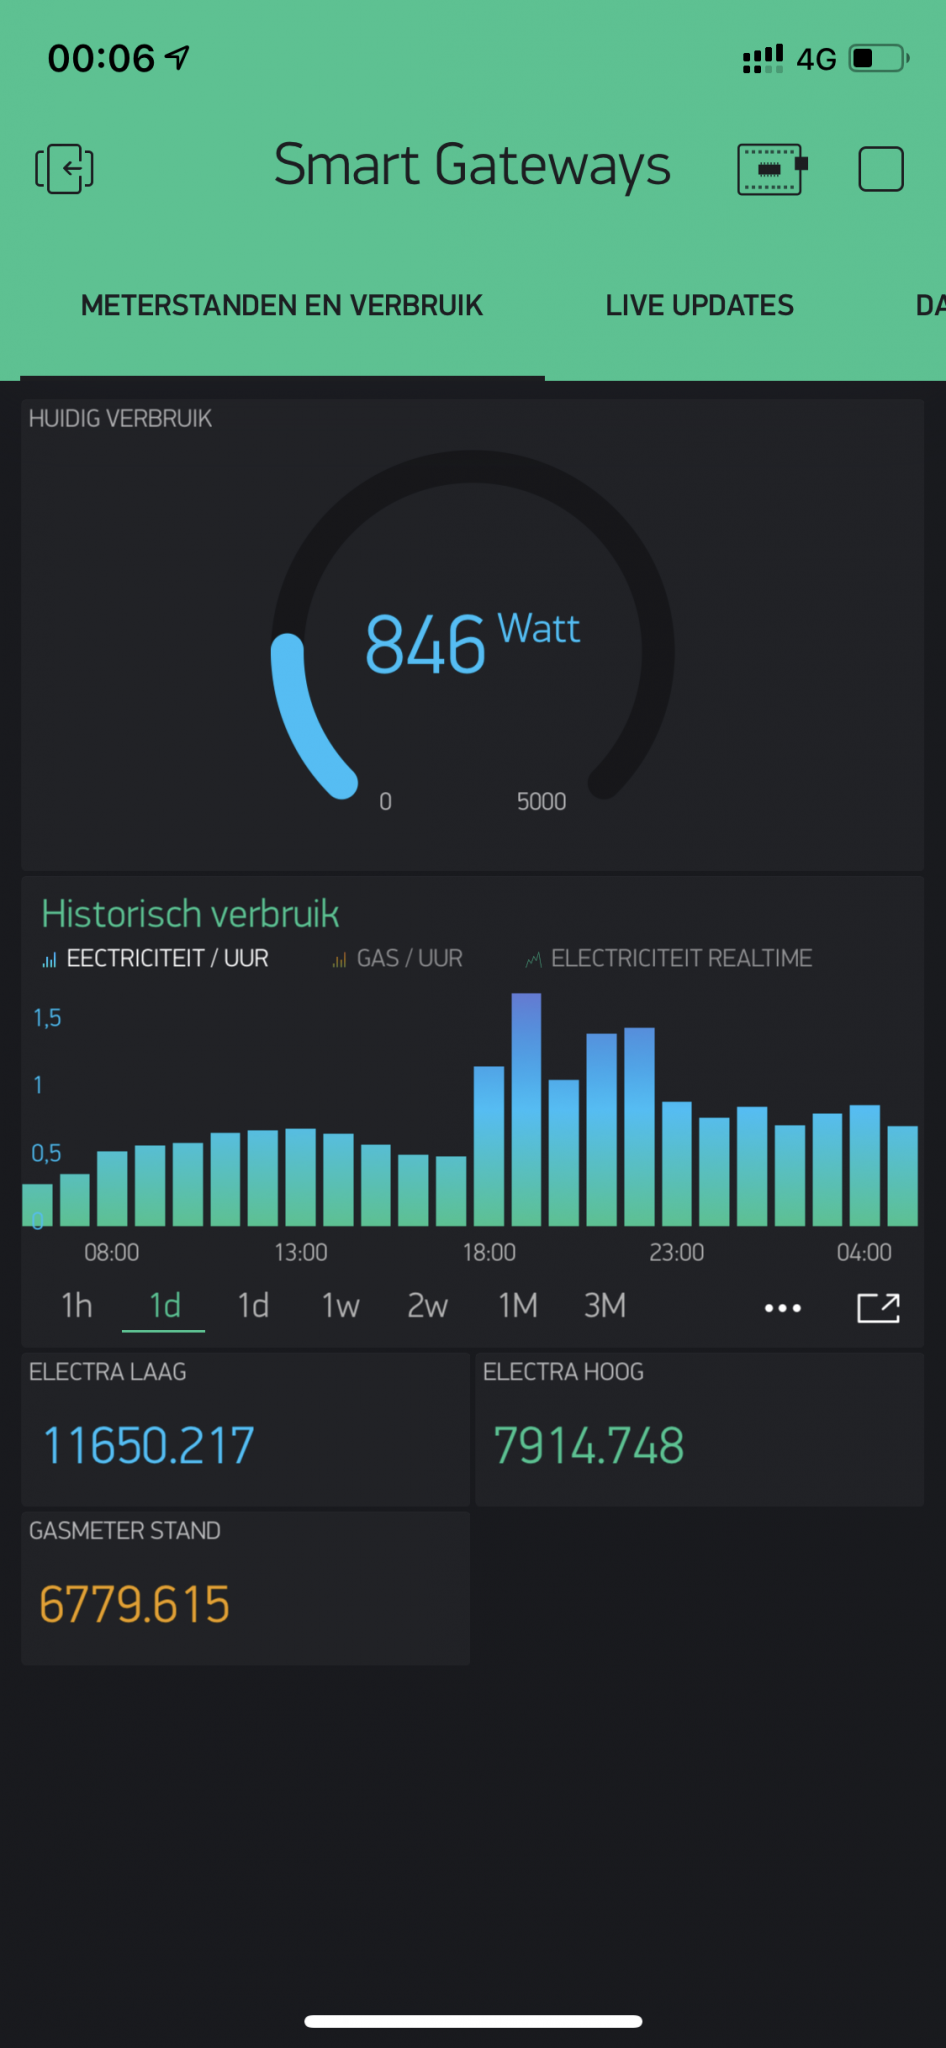 00:06 4G
Smart Gateways
METERSTANDEN EN VERBRUIK LIVE UPDATES DA
HUIDIG VERBRUIK
846 Watt
0 5000
Historisch verbruik
EECTRICITEIT / UUR GAS / UUR ELECTRICITEIT REALTIME
1,5
1
0,5
0
08:00 13:00 18:00 23:00 04:00
1h 1d 1d 1w 2w 1M 3M
ELECTRA LAAG ELECTRA HOOG
11650.217 7914.748
GASMETER STAND
6779.615